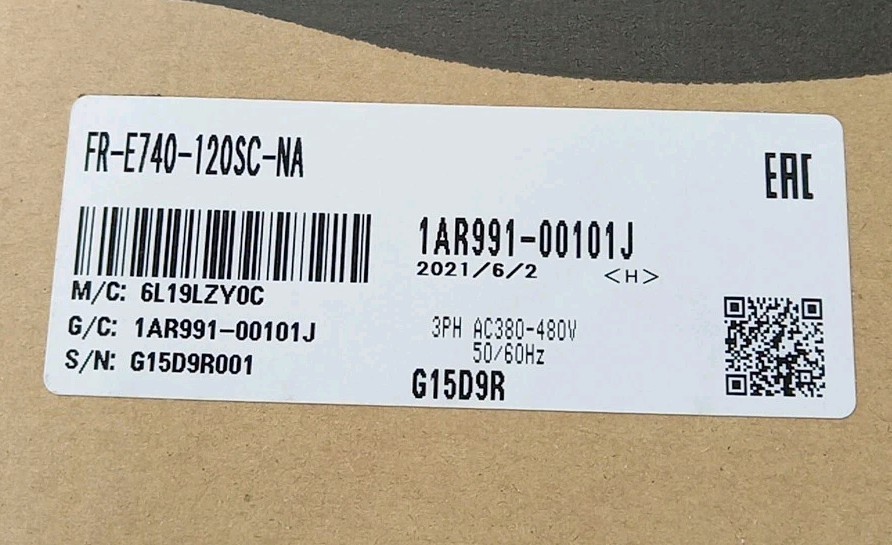 FR-E740-120SC-NA
EAC
1AR991-00101J
2021/6/2 <H>
M/C: 6L19LZY0C
G/C: 1AR991-00101J
S/N: G15D9R001
3PH AC380-480V
50/60Hz
G15D9R